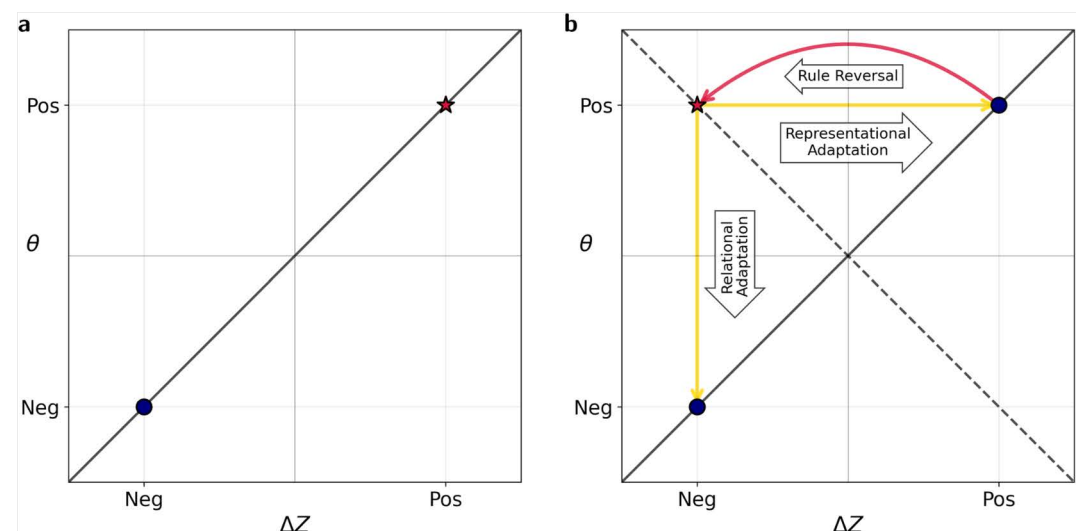 a
Pos
θ
Neg
Neg
Pos
ΔZ
b
Rule Reversal
Pos
Representational
Adaptation
θ
Relational
Adaptation
Neg
Neg
Pos
ΔZ